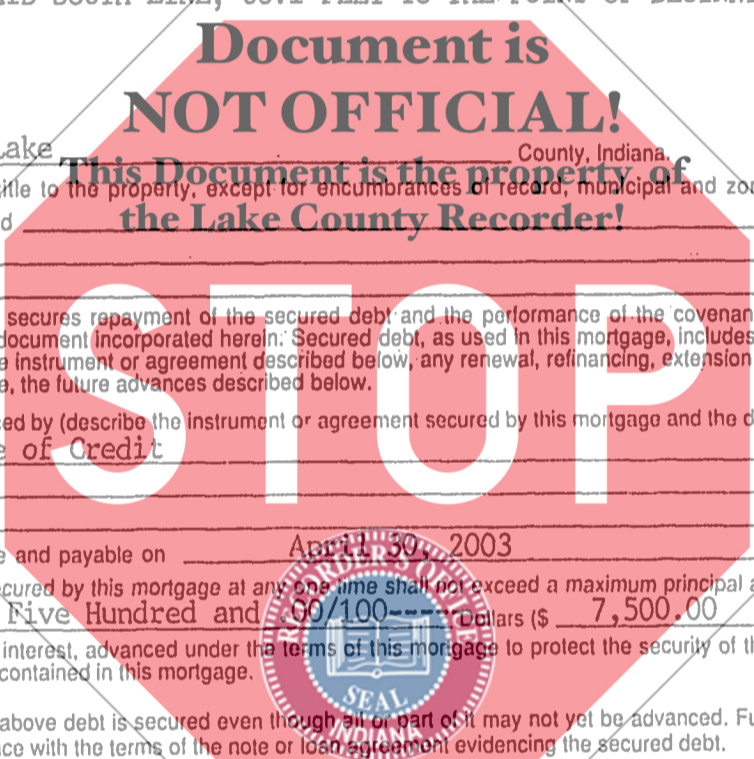 SOUTH LINE,
Document is
NOT OFFICIAL!
Lake County, Indiana.
This Document is the property of
title to the property, except for encumbrances of record, municipal and zo
d
the Lake County Recorder!
STOP
secures repayment of the secured debt and the performance of the covenan
document incorporated herein. Secured debt, as used in this mortgage, includes
e instrument or agreement described below, any renewal, refinancing, extension
e, the future advances described below.
ed by (describe the instrument or agreement secured by this mortgage and the d
e of Credit
e and payable on April 30, 2003
cured by this mortgage at any one time shall not exceed a maximum principal a
Five Hundred and .00/100---- Dollars ($ 7,500.00
interest, advanced under the terms of this mortgage to protect the security of th
contained in this mortgage.
RECORDER'S OFFICE
SEAL
INDIANA
above debt is secured even though all or part of it may not yet be advanced. Fu
ce with the terms of the note or loan agreement evidencing the secured debt.